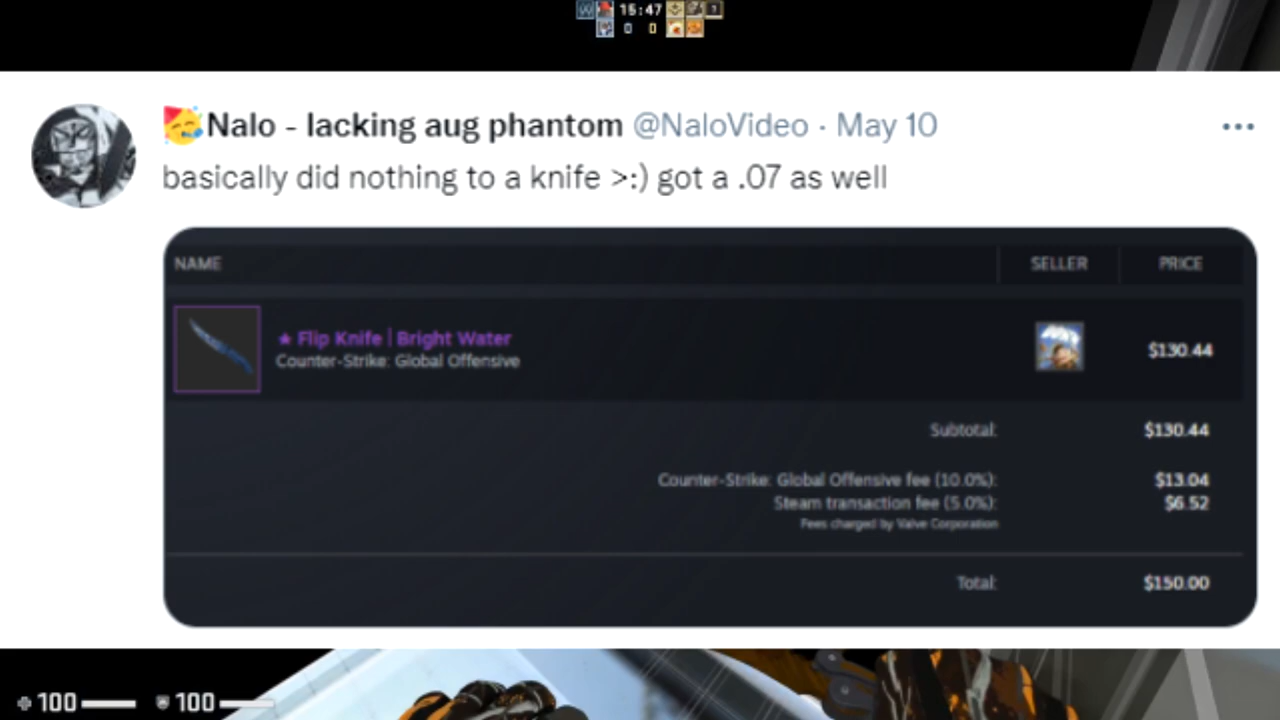 15:47
0 0
Nalo - lacking aug phantom @NaloVideo · May 10
basically did nothing to a knife >:) got a .07 as well
NAME SELLER PRICE
★ Flip Knife | Bright Water
Counter-Strike: Global Offensive
$130.44
Subtotal: $130.44
Counter-Strike: Global Offensive fee (10.0%): $13.04
Steam transaction fee (5.0%): $6.52
Fees charged by Valve Corporation
Total: $150.00
100 100